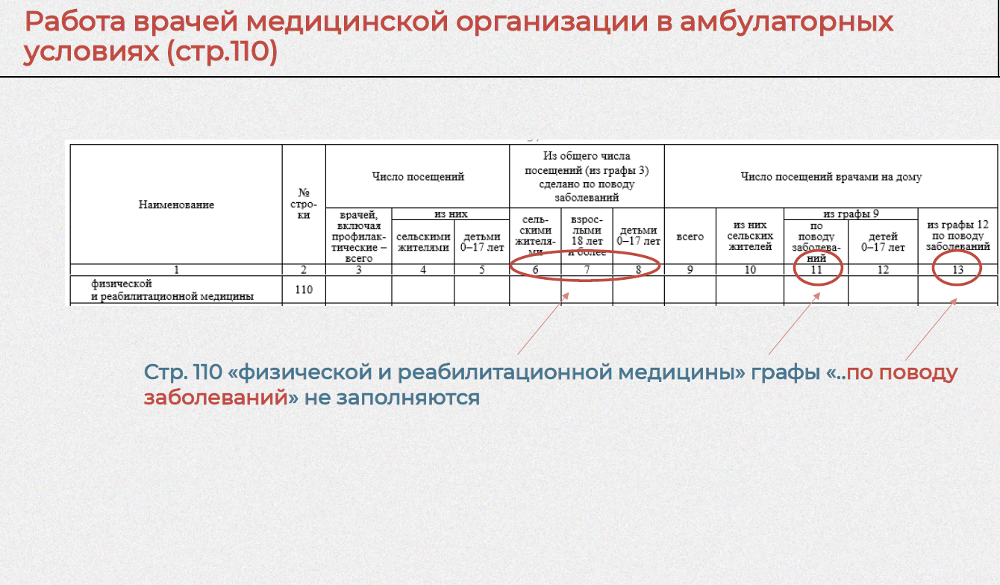 Работа врачей медицинской организации в амбулаторных
условиях (стр.110)
Наименование
№
стро-
ки
Число посещений
врачей,
включая
профилак-
тические –
всего
из них
сельскими
жителями
детьми
0–17 лет
Из общего числа
посещений (из графы 3)
сделано по поводу
заболеваний
сель-
скими
жителя-
ми
взрос-
лыми
18 лет
и более
детьми
0–17 лет
Число посещений врачами на дому
всего
из них
сельских
жителей
из графы 9
по
поводу
заболева-
ний
детей
0–17 лет
из графы 12
по поводу
заболеваний
1 2 3 4 5 6 7 8 9 10 11 12 13
физической
и реабилитационной медицины
110
Стр. 110 «физической и реабилитационной медицины» графы «..по поводу
заболеваний» не заполняются